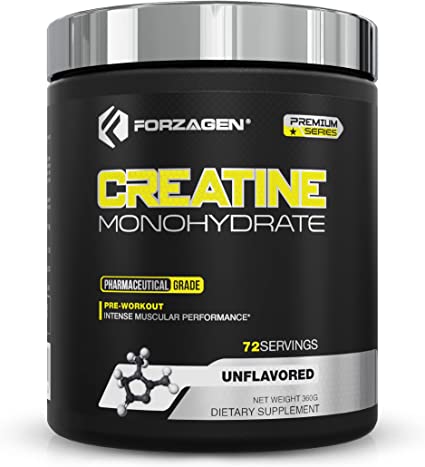 FORZAGEN®
PREMIUM
SERIES
CREATINE
MONOHYDRATE
PHARMACEUTICAL GRADE
PRE-WORKOUT
INTENSE MUSCULAR PERFORMANCE*
72SERVINGS
UNFLAVORED
NET WEIGHT 360G
DIETARY SUPPLEMENT